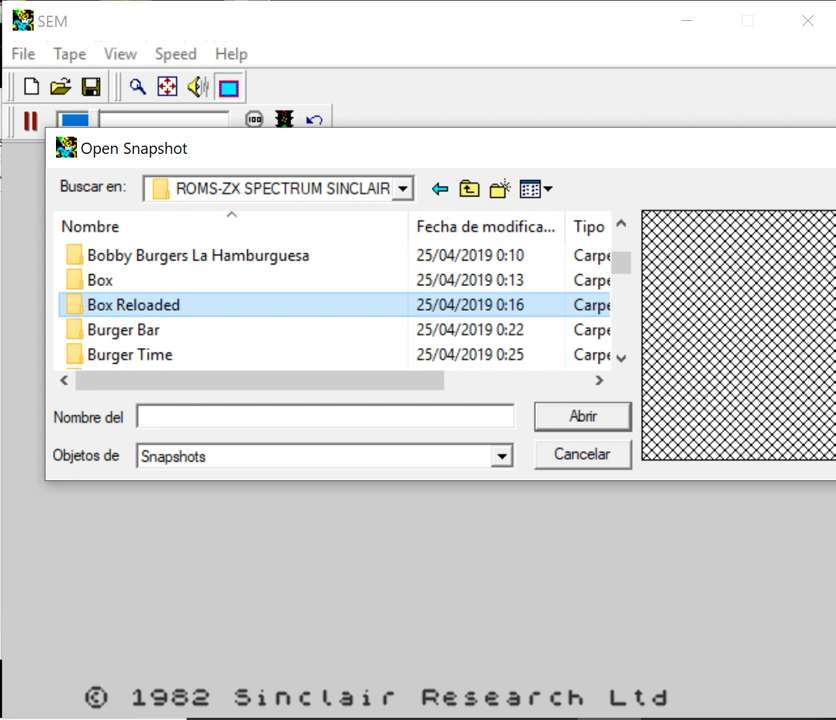 SEM
File Tape View Speed Help
100
Open Snapshot
Buscar en: ROMS-ZX SPECTRUM SINCLAIR
Nombre Fecha de modifica... Tipo
Bobby Burgers La Hamburguesa 25/04/2019 0:10 Carpe
Box 25/04/2019 0:13 Carpe
Box Reloaded 25/04/2019 0:16 Carpe
Burger Bar 25/04/2019 0:22 Carpe
Burger Time 25/04/2019 0:25 Carpe
Nombre del Abrir
Objetos de Snapshots Cancelar
© 1982 Sinclair Research Ltd